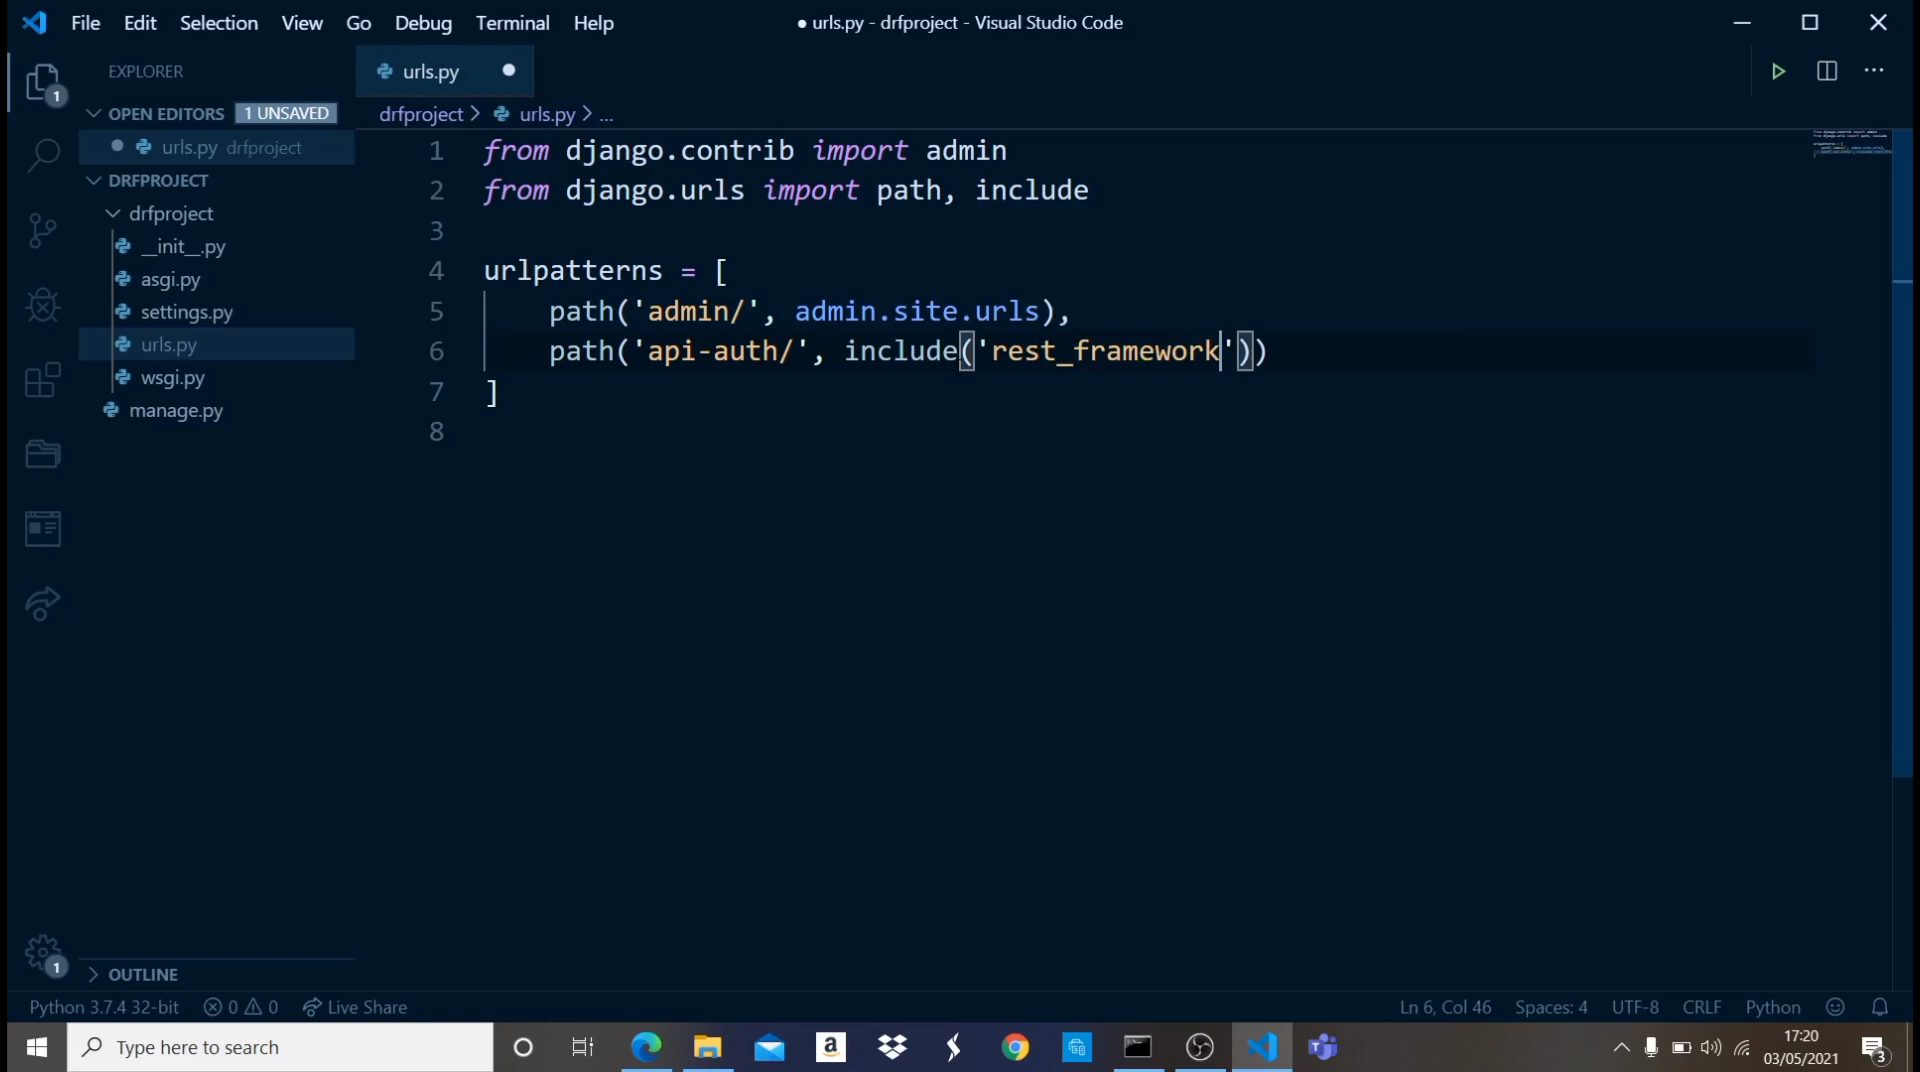 File Edit Selection View Go Debug Terminal Help
● urls.py - drfproject - Visual Studio Code
EXPLORER
OPEN EDITORS 1 UNSAVED
urls.py drfproject
DRFPROJECT
drfproject
__init__.py
asgi.py
settings.py
urls.py
wsgi.py
manage.py
OUTLINE
urls.py
drfproject > urls.py > ...
1 from django.contrib import admin
2 from django.urls import path, include
3
4 urlpatterns = [
5 path('admin/', admin.site.urls),
6 path('api-auth/', include('rest_framework'))
7 ]
8
1
1
Python 3.7.4 32-bit 0 0 Live Share
Ln 6, Col 46 Spaces: 4 UTF-8 CRLF Python
Type here to search
a
17:20
03/05/2021
3